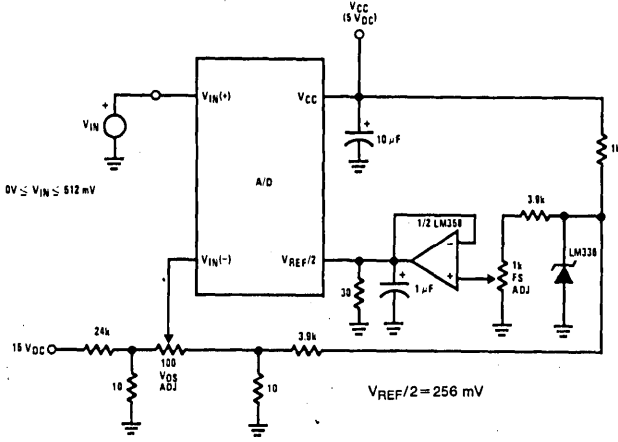 VCC
(5 VDC)
VIN(+)
VCC
+
VIN
+
10 μF
1k
A/D
0V ≤ VIN ≤ 512 mV
3.9k
1/2 LM358
-
+
LM336
VIN(-)
VREF/2
+
30
1 μF
1k
FS
ADJ
24k
3.9k
15 VDC
100
VOS
ADJ
10
10
VREF/2=256 mV